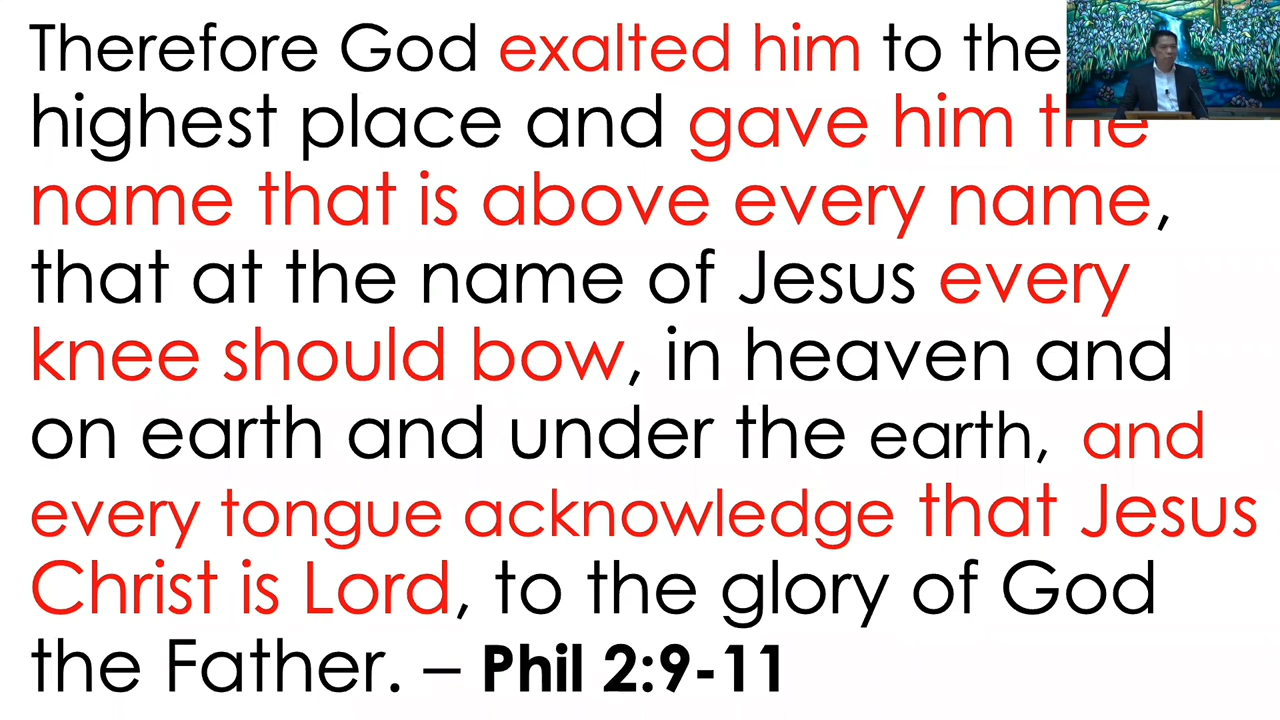 Therefore God exalted him to the
highest place and gave him the
name that is above every name,
that at the name of Jesus every
knee should bow, in heaven and
on earth and under the earth, and
every tongue acknowledge that Jesus
Christ is Lord, to the glory of God
the Father. – Phil 2:9-11